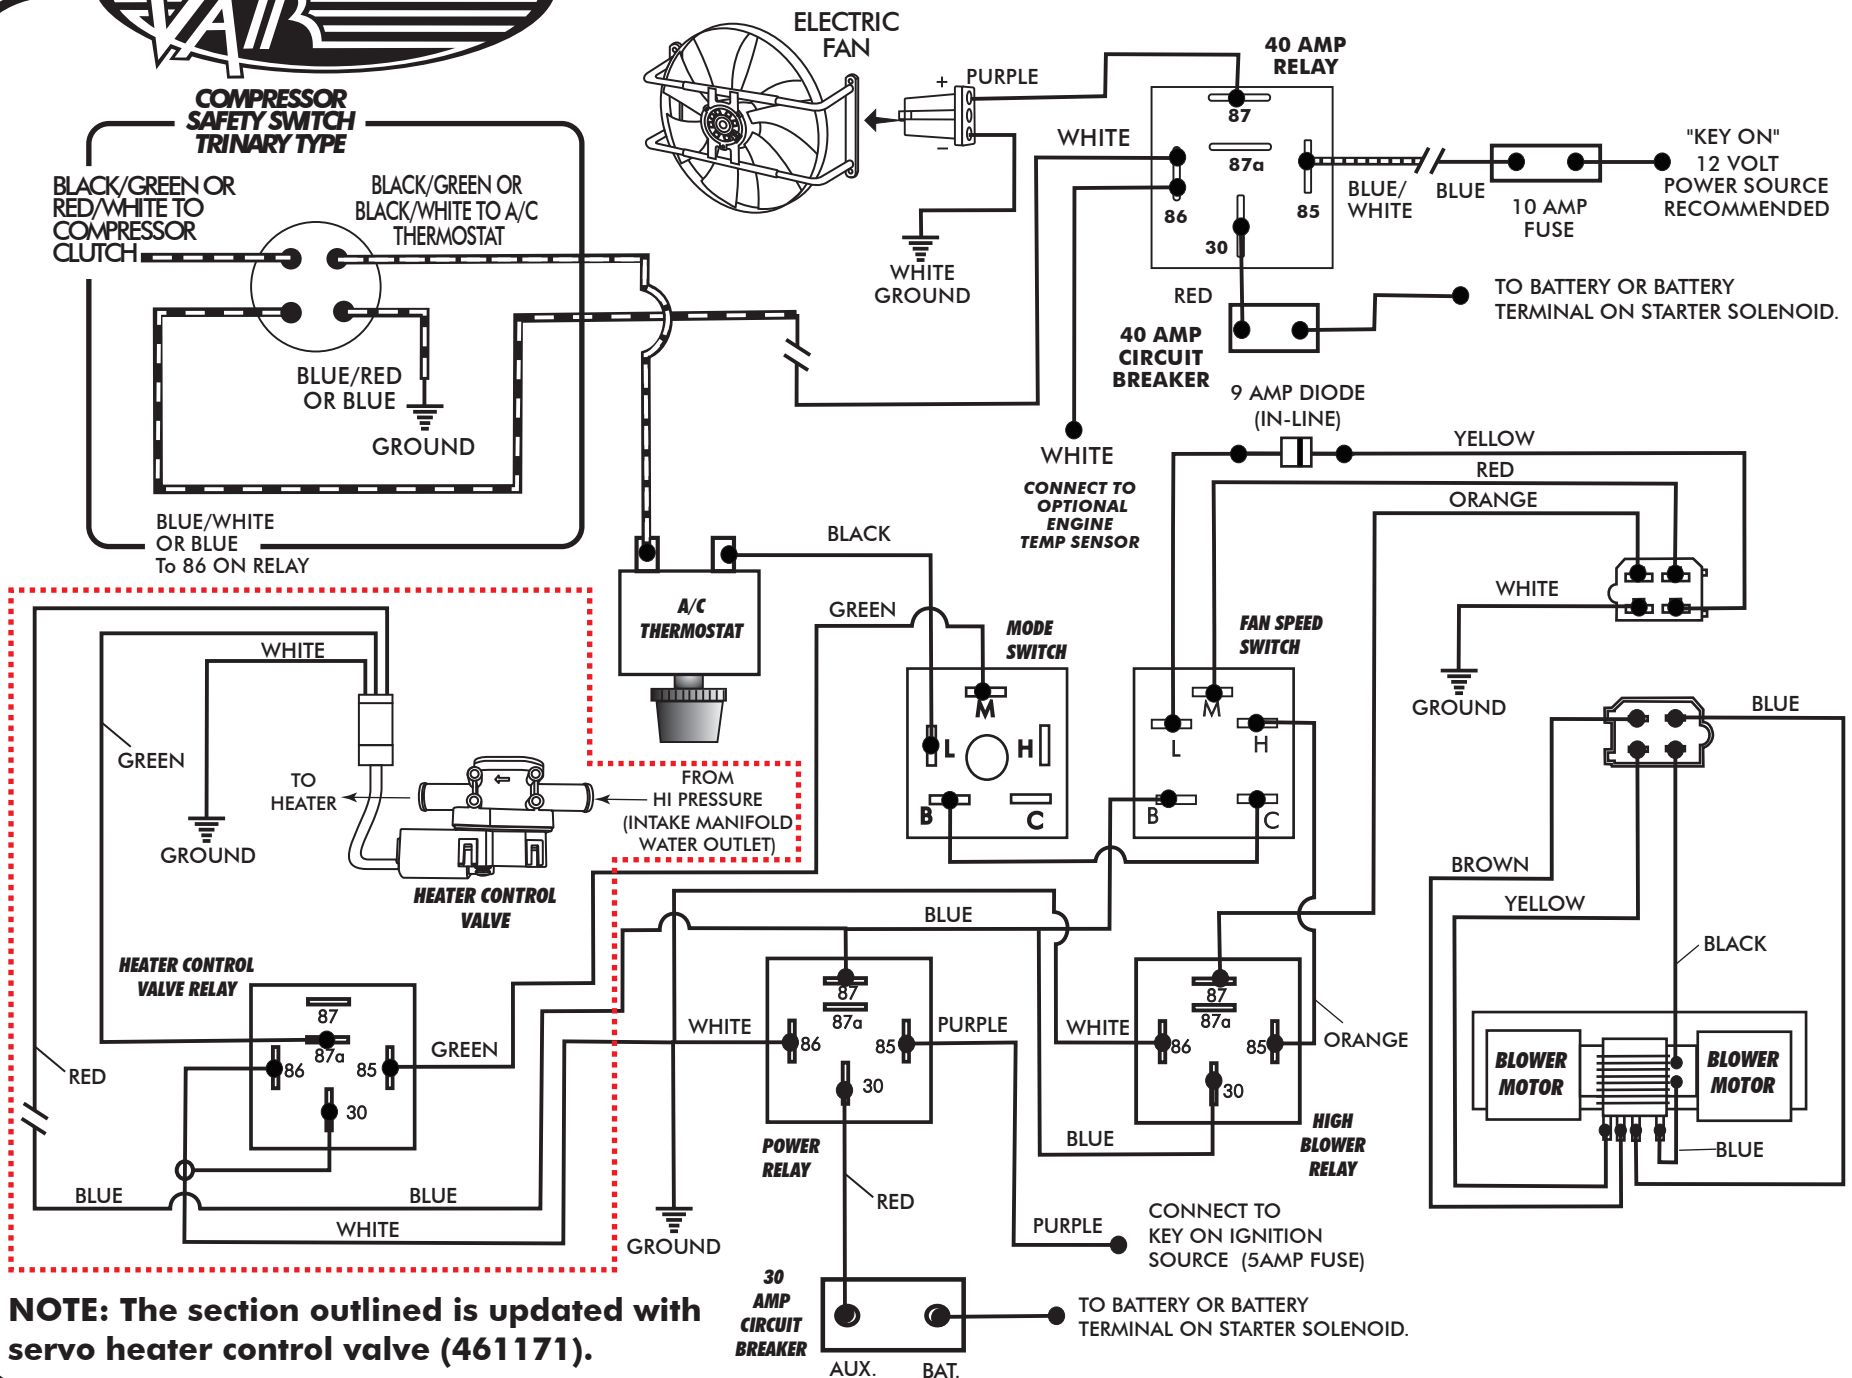 VAIR
ELECTRIC
FAN
COMPRESSOR
SAFETY SWITCH
TRINARY TYPE
BLACK/GREEN OR
RED/WHITE TO
COMPRESSOR
CLUTCH
BLACK/GREEN OR
BLACK/WHITE TO A/C
THERMOSTAT
BLUE/RED
OR BLUE
GROUND
BLUE/WHITE
OR BLUE
To 86 ON RELAY
+
PURPLE
−
WHITE
GROUND
WHITE
40 AMP
RELAY
87
87a
86
85
30
BLUE/
WHITE
BLUE
10 AMP
FUSE
"KEY ON"
12 VOLT
POWER SOURCE
RECOMMENDED
RED
40 AMP
CIRCUIT
BREAKER
TO BATTERY OR BATTERY
TERMINAL ON STARTER SOLENOID.
9 AMP DIODE
(IN-LINE)
WHITE
CONNECT TO
OPTIONAL
ENGINE
TEMP SENSOR
YELLOW
RED
ORANGE
WHITE
GROUND
BLACK
A/C
THERMOSTAT
GREEN
MODE
SWITCH
M
L
H
B
C
FAN SPEED
SWITCH
M
L
H
B
C
WHITE
GREEN
TO
HEATER
FROM
HI PRESSURE
(INTAKE MANIFOLD
WATER OUTLET)
GROUND
HEATER CONTROL
VALVE
HEATER CONTROL
VALVE RELAY
87
87a
86
85
30
GREEN
RED
BLUE
BLUE
WHITE
BLUE
WHITE
87
87a
86
85
30
PURPLE
POWER
RELAY
RED
GROUND
WHITE
87
87a
86
85
30
ORANGE
BLUE
HIGH
BLOWER
RELAY
PURPLE
CONNECT TO
KEY ON IGNITION
SOURCE (5AMP FUSE)
30
AMP
CIRCUIT
BREAKER
AUX.
BAT.
TO BATTERY OR BATTERY
TERMINAL ON STARTER SOLENOID.
BLUE
BROWN
YELLOW
BLACK
BLOWER
MOTOR
BLOWER
MOTOR
BLUE
NOTE: The section outlined is updated with
servo heater control valve (461171).